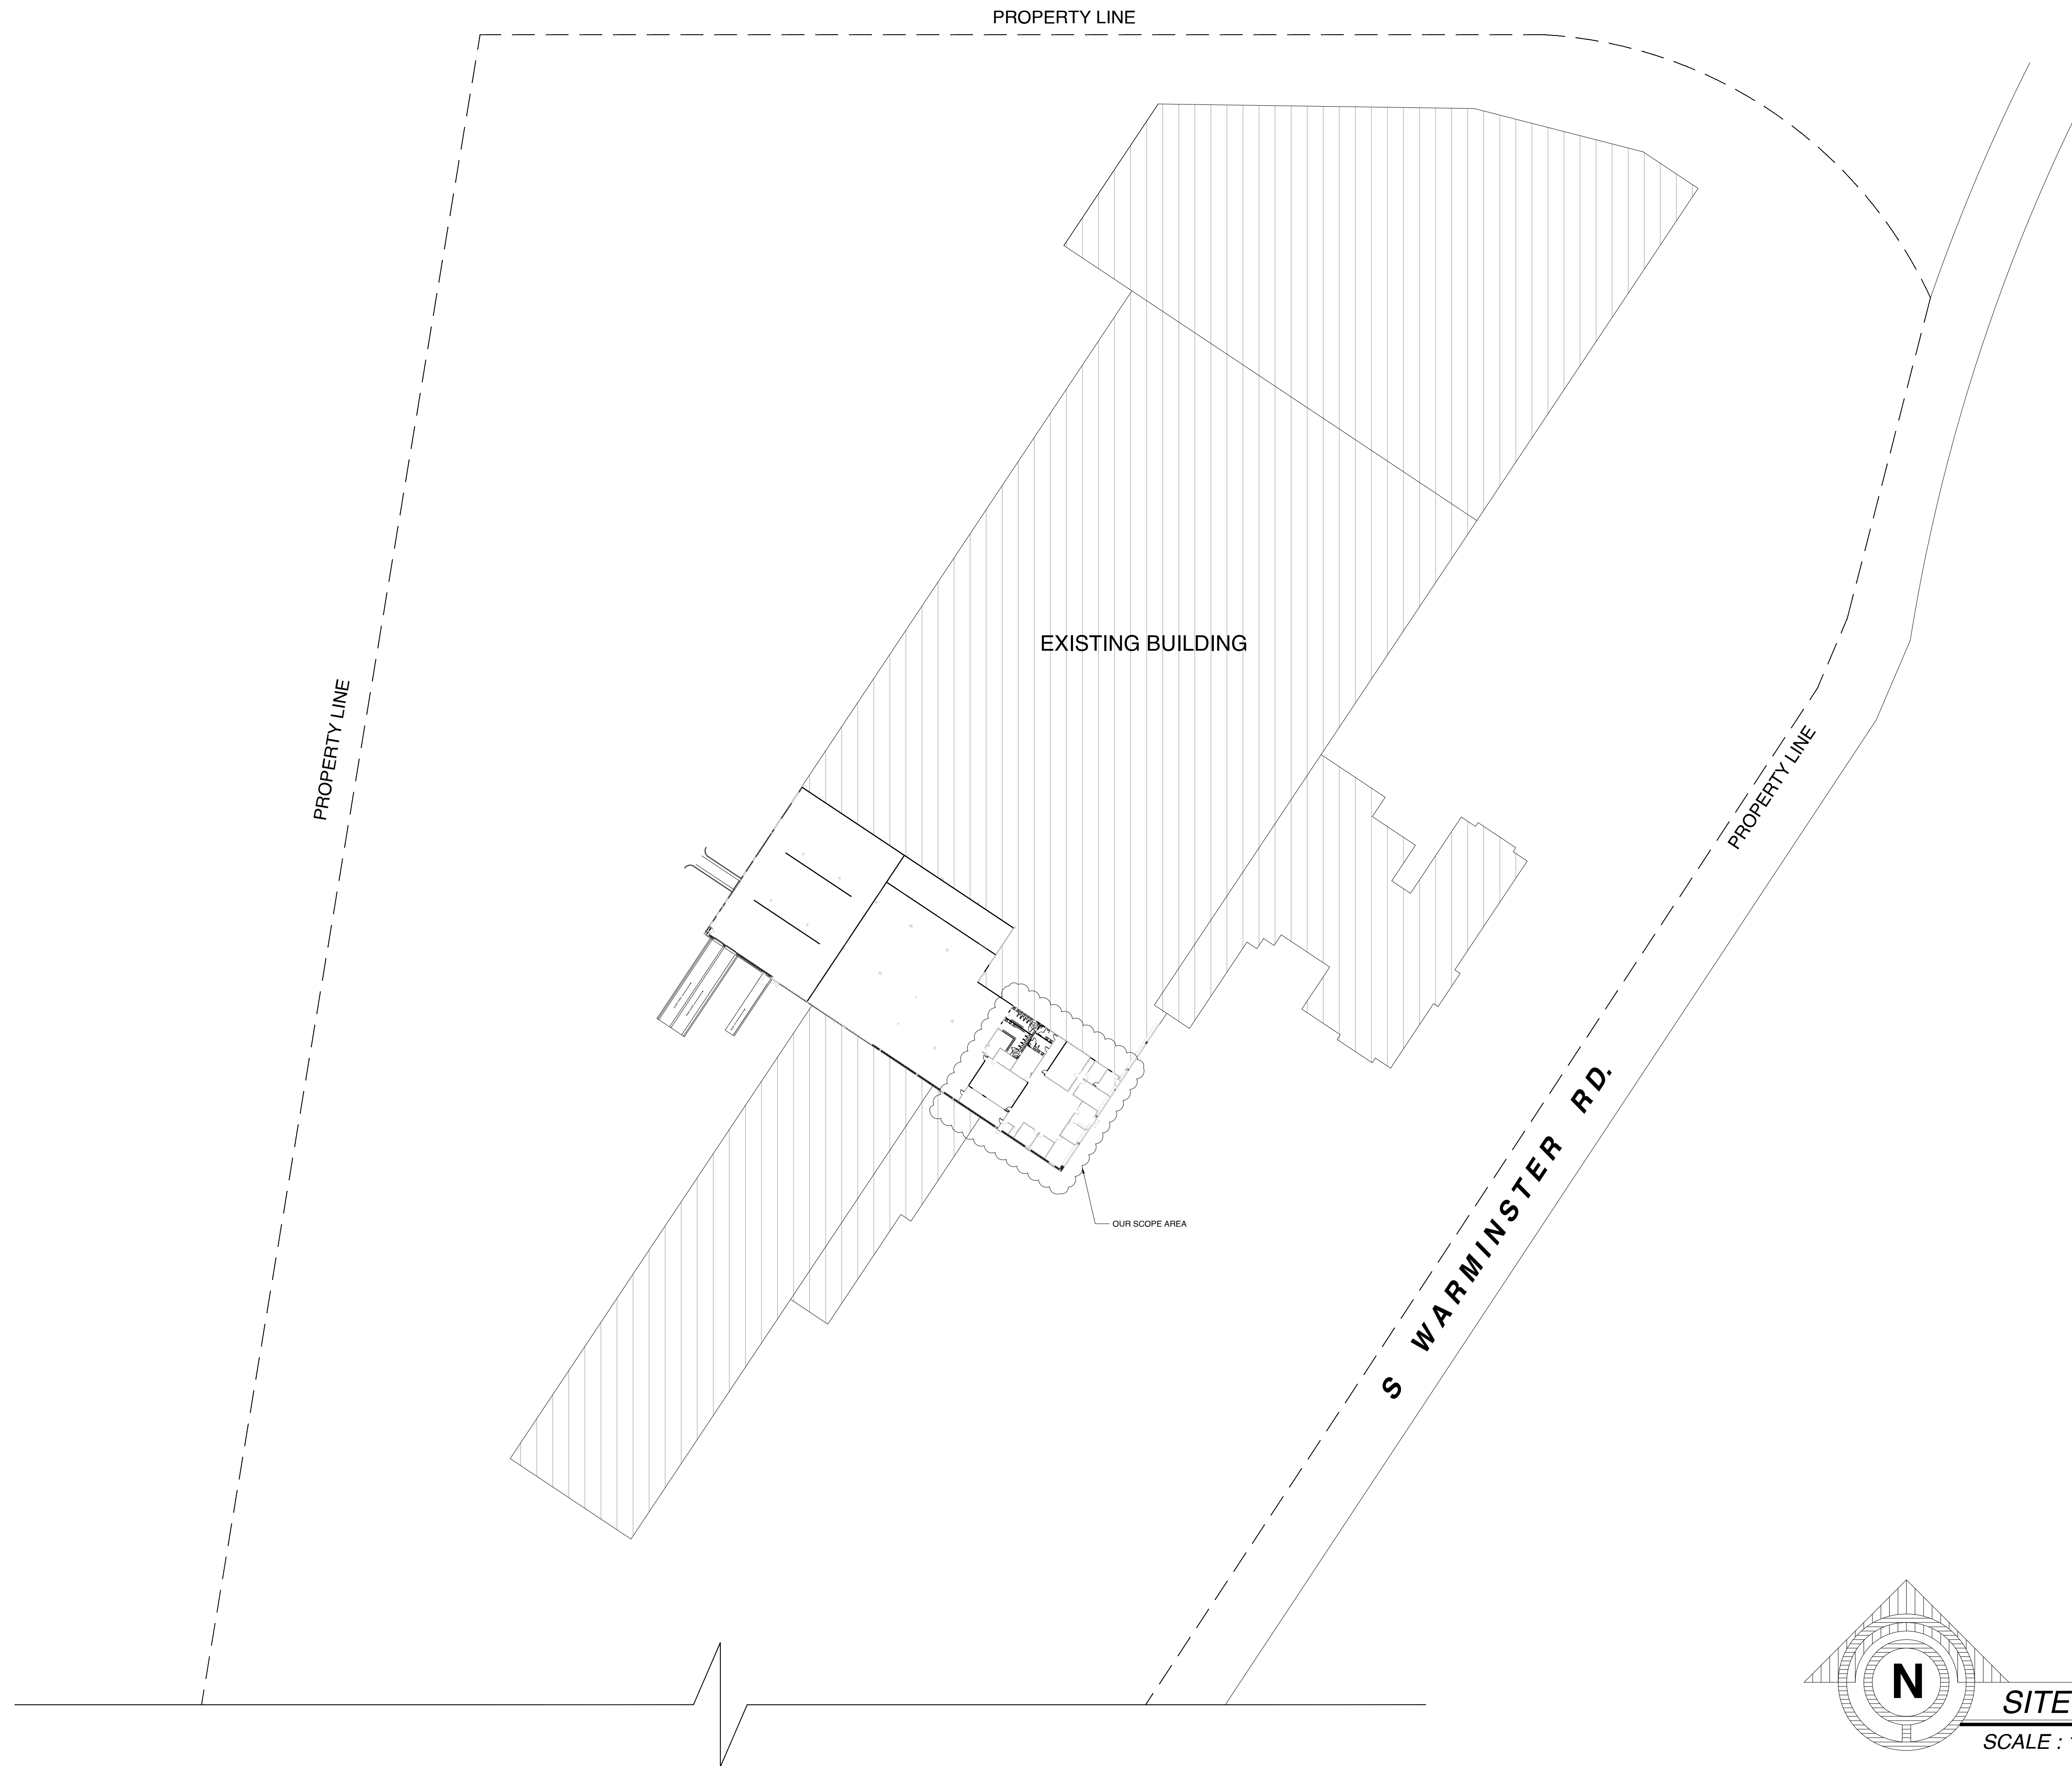 PROPERTY LINE
EXISTING BUILDING
PROPERTY LINE
PROPERTY LINE
S WARMINSTER RD.
OUR SCOPE AREA
N
SITE
SCALE :